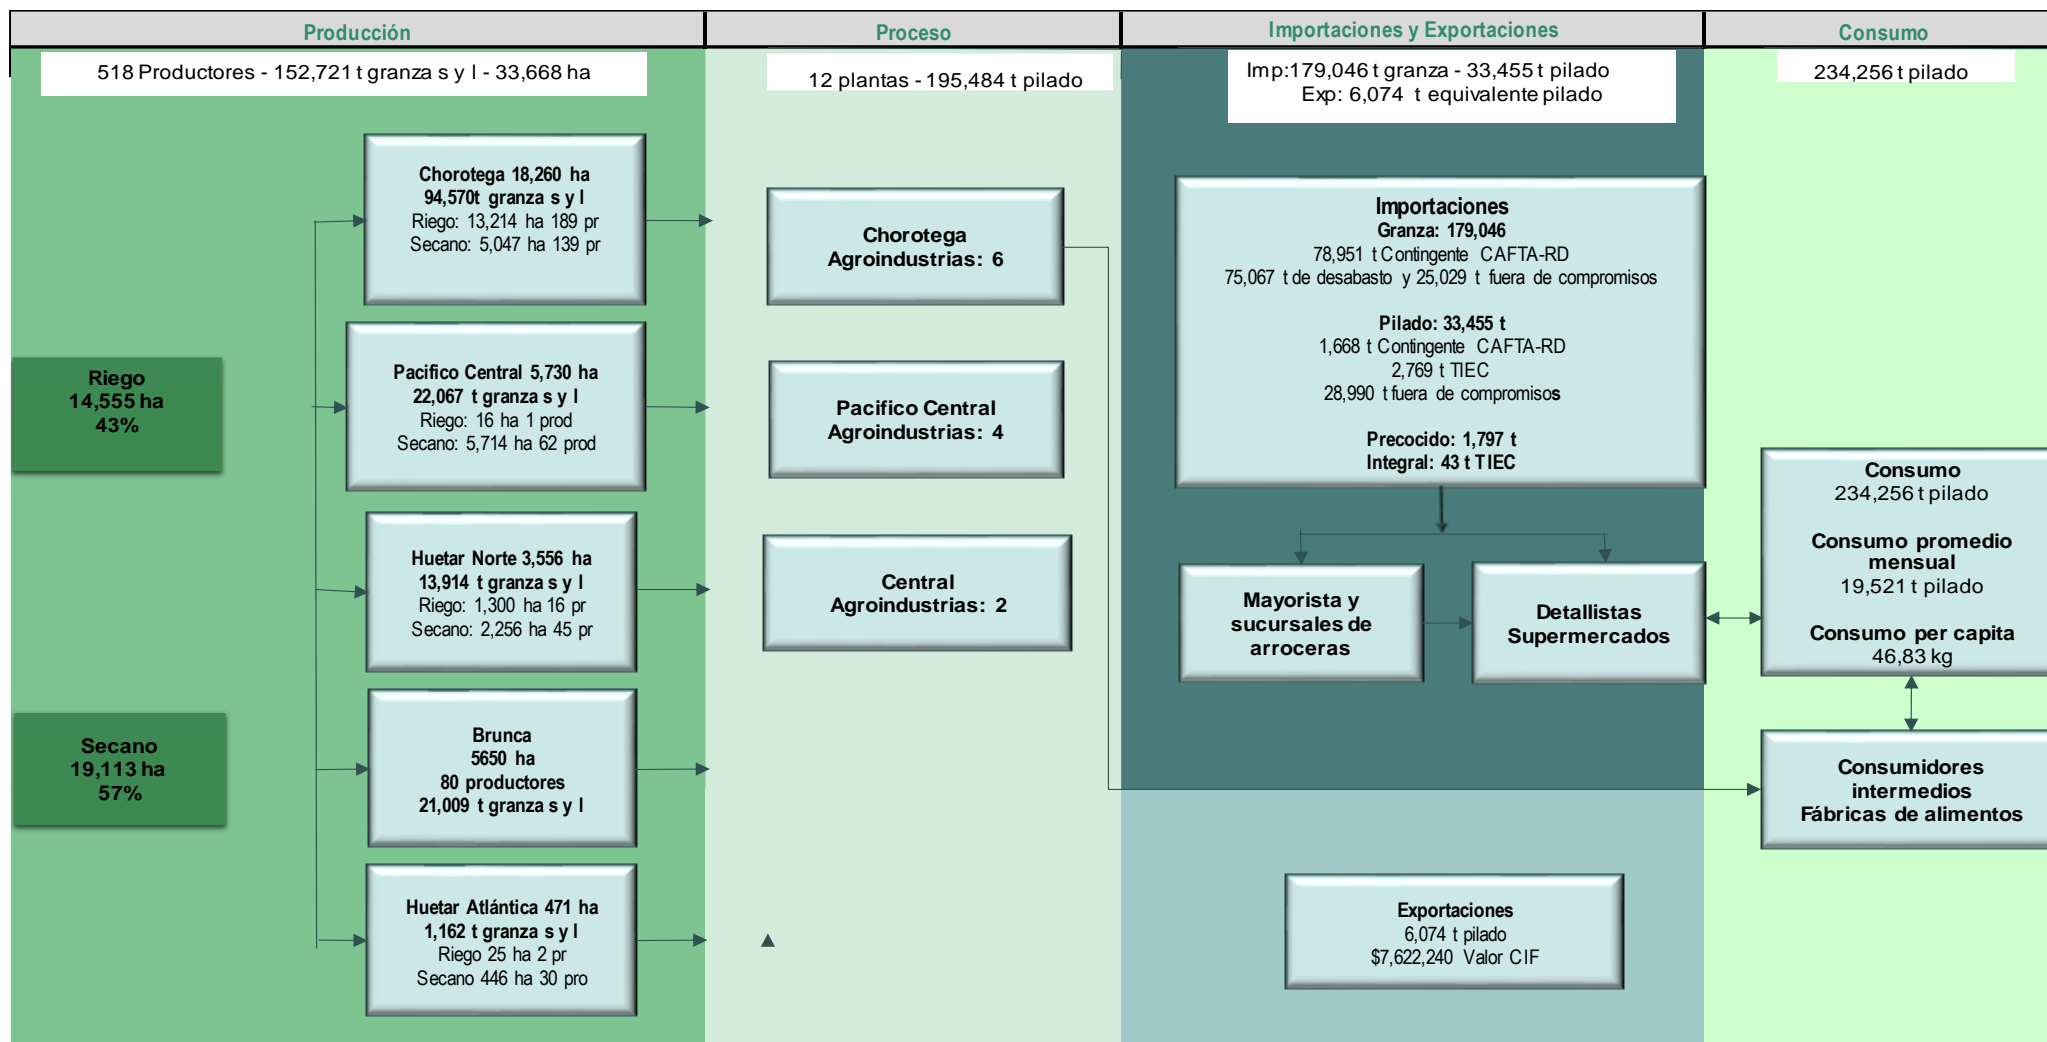 Producción
Proceso
Importaciones y Exportaciones
Consumo
518 Productores - 152,721 t granza s y l - 33,668 ha
12 plantas - 195,484 t pilado
Imp:179,046 t granza - 33,455 t pilado
Exp: 6,074 t equivalente pilado
234,256 t pilado
Riego
14,555 ha
43%
Secano
19,113 ha
57%
Chorotega 18,260 ha
94,570t granza s y l
Riego: 13,214 ha 189 pr
Secano: 5,047 ha 139 pr
Pacifico Central 5,730 ha
22,067 t granza s y l
Riego: 16 ha 1 prod
Secano: 5,714 ha 62 prod
Huetar Norte 3,556 ha
13,914 t granza s y l
Riego: 1,300 ha 16 pr
Secano: 2,256 ha 45 pr
Brunca
5650 ha
80 productores
21,009 t granza s y l
Huetar Atlántica 471 ha
1,162 t granza s y l
Riego 25 ha 2 pr
Secano 446 ha 30 pro
Chorotega
Agroindustrias: 6
Pacifico Central
Agroindustrias: 4
Central
Agroindustrias: 2
Importaciones
Granza: 179,046
78,951 t Contingente CAFTA-RD
75,067 t de desabasto y 25,029 t fuera de compromisos
Pilado: 33,455 t
1,668 t Contingente CAFTA-RD
2,769 t TIEC
28,990 t fuera de compromisos
Precocido: 1,797 t
Integral: 43 t TIEC
Mayorista y
sucursales de
arroceras
Detallistas
Supermercados
Exportaciones
6,074 t pilado
$7,622,240 Valor CIF
Consumo
234,256 t pilado
Consumo promedio
mensual
19,521 t pilado
Consumo per capita
46,83 kg
Consumidores
intermedios
Fábricas de alimentos